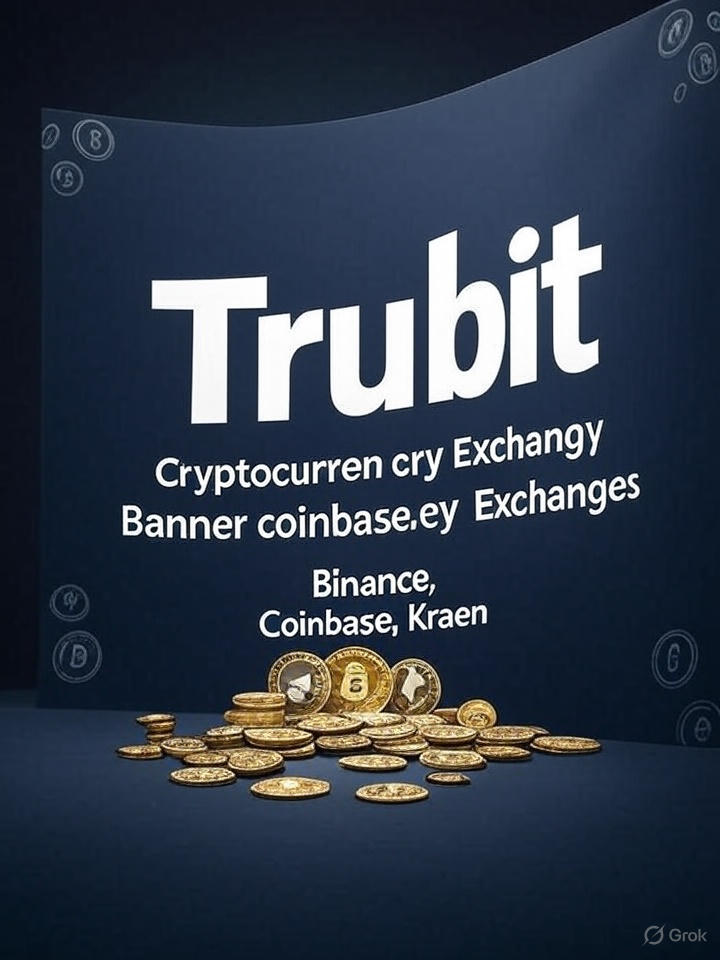 Trubit
Cryptocurren cry Exchangy
Banner coinbase.ey Exchanges
Binance,
Coinbase, Kraen
Grok